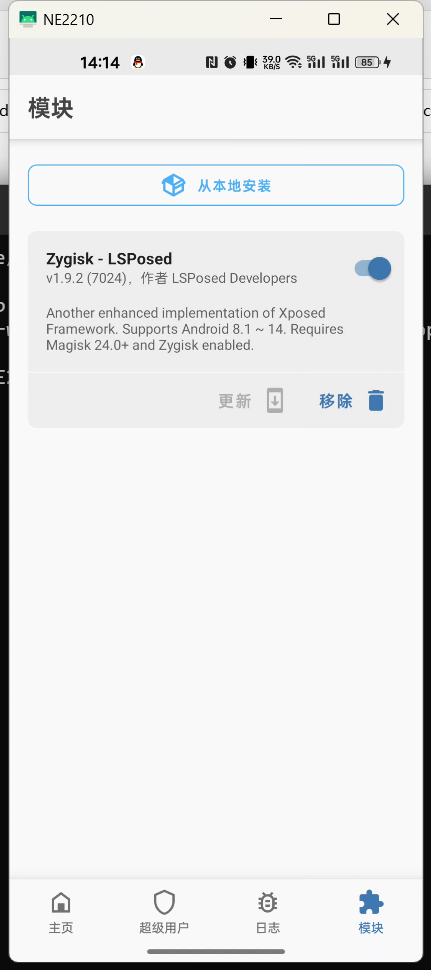 NE2210
14:14
39.0
KB/S
5G
5G
85
模块
从本地安装
Zygisk - LSPosed
v1.9.2 (7024)，作者 LSPosed Developers
Another enhanced implementation of Xposed
Framework. Supports Android 8.1 ~ 14. Requires
Magisk 24.0+ and Zygisk enabled.
更新
移除
主页
超级用户
日志
模块